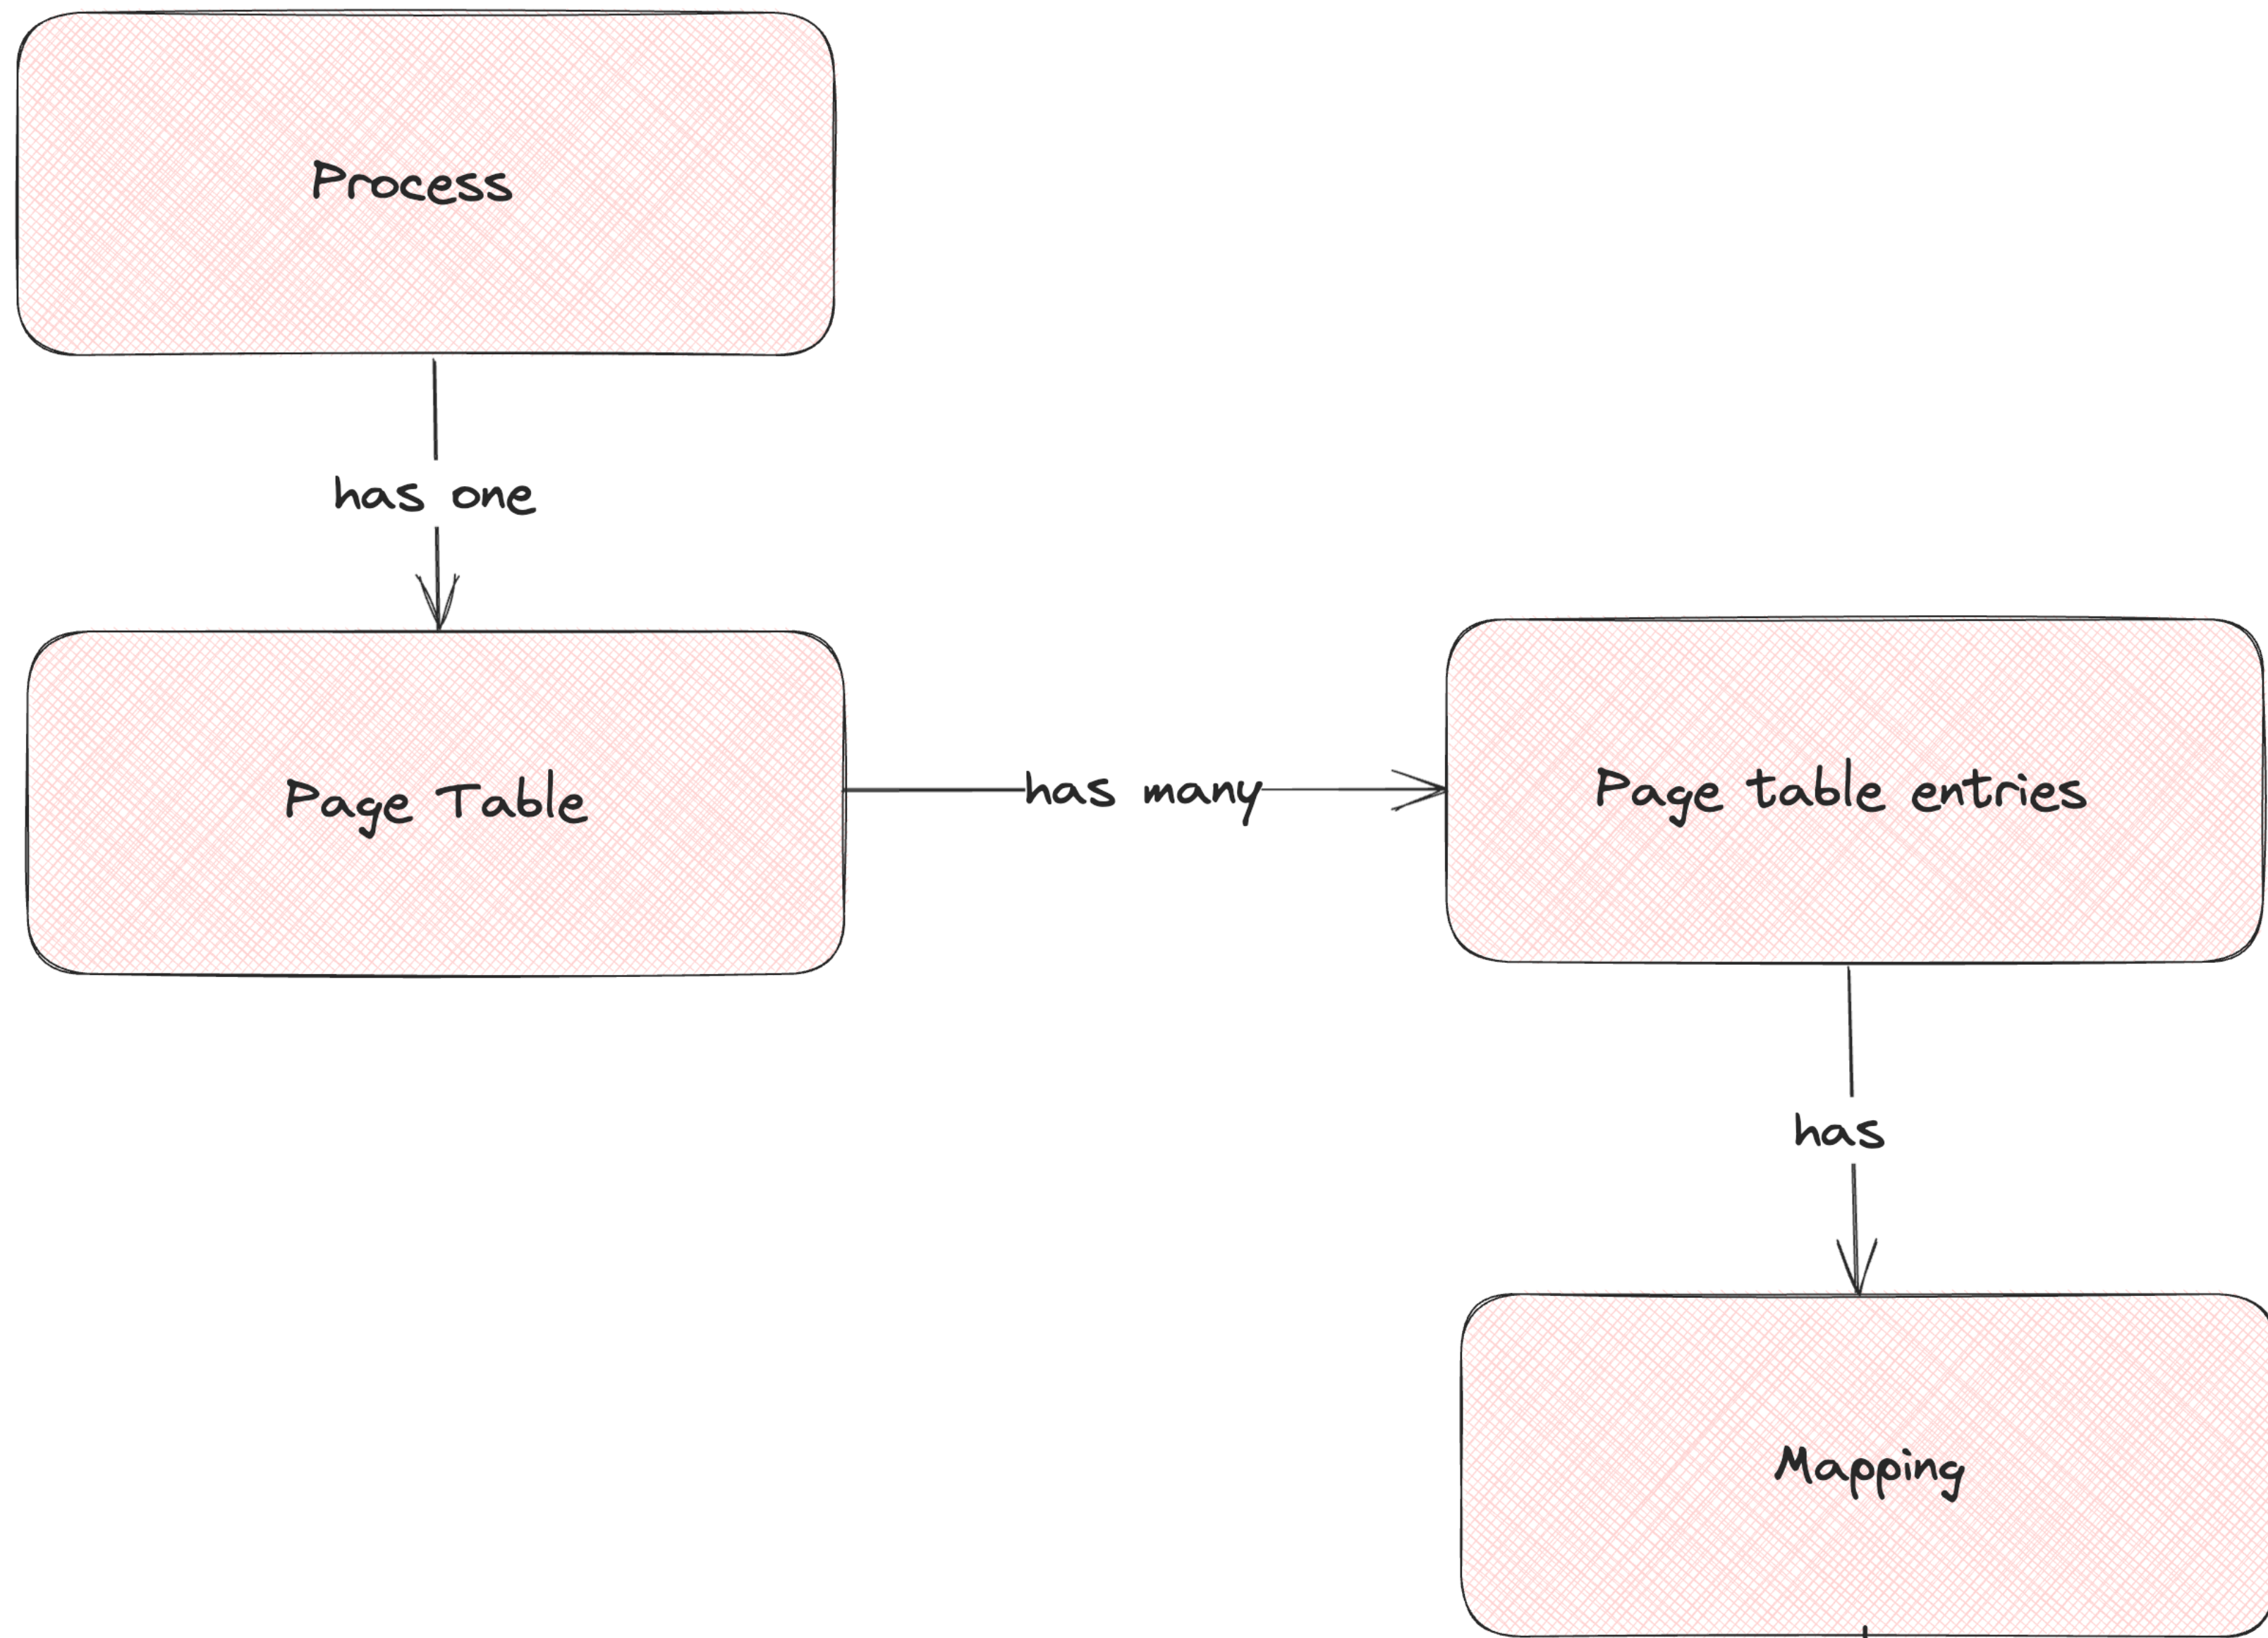 Process
has one
Page Table
has many
Page table entries
has
Mapping